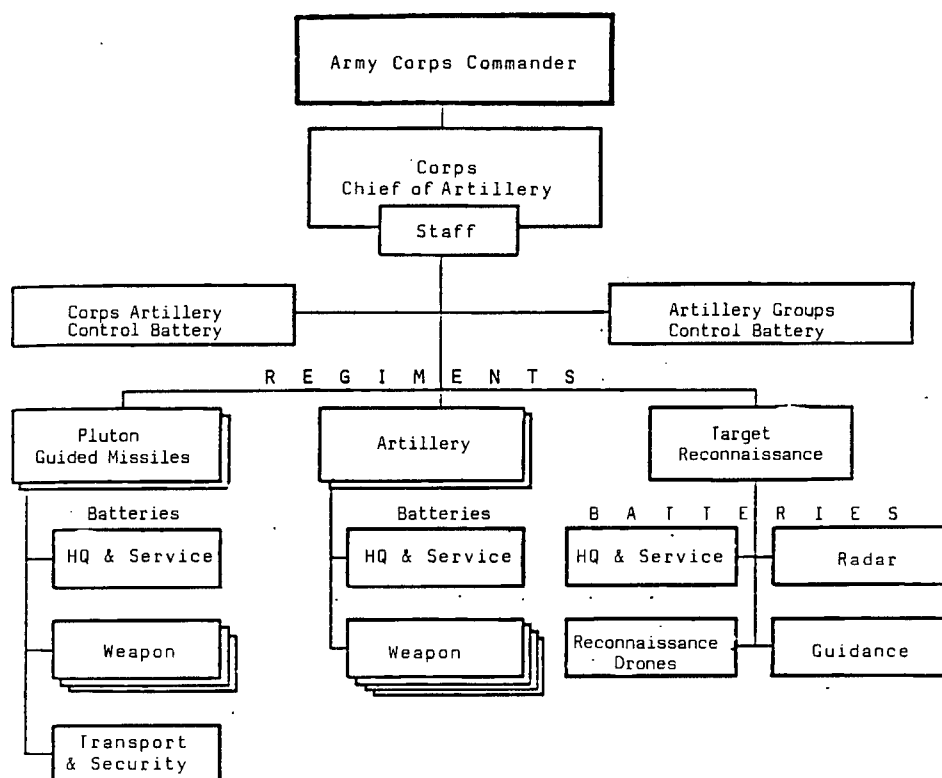 Army Corps Commander
Corps
Chief of Artillery
Staff
Corps Artillery
Control Battery
Artillery Groups
Control Battery
REGIMENTS
Pluton
Guided Missiles
Artillery
Target
Reconnaissance
Batteries
Batteries
BATTERIES
HQ & Service
HQ & Service
HQ & Service
Radar
Weapon
Weapon
Reconnaissance
Drones
Guidance
Transport
& Security